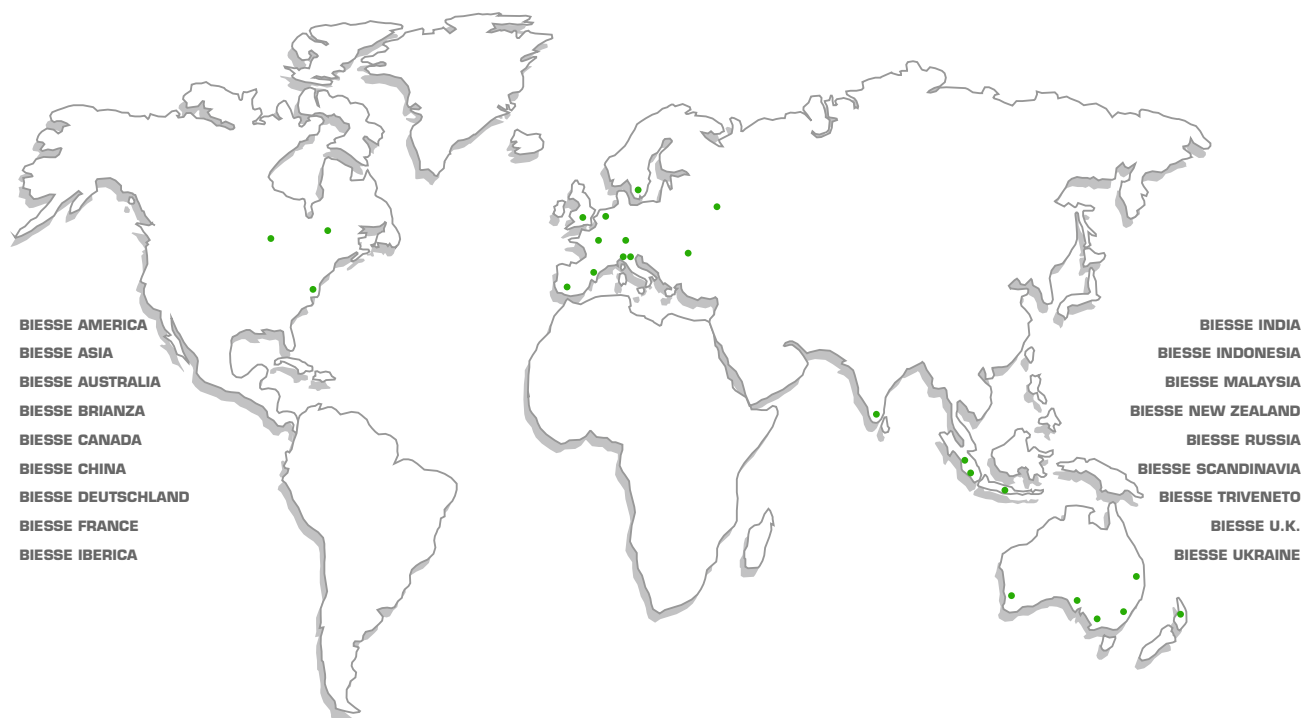 BIESSE AMERICA
BIESSE ASIA
BIESSE AUSTRALIA
BIESSE BRIANZA
BIESSE CANADA
BIESSE CHINA
BIESSE DEUTSCHLAND
BIESSE FRANCE
BIESSE IBERICA
BIESSE INDIA
BIESSE INDONESIA
BIESSE MALAYSIA
BIESSE NEW ZEALAND
BIESSE RUSSIA
BIESSE SCANDINAVIA
BIESSE TRIVENETO
BIESSE U.K.
BIESSE UKRAINE